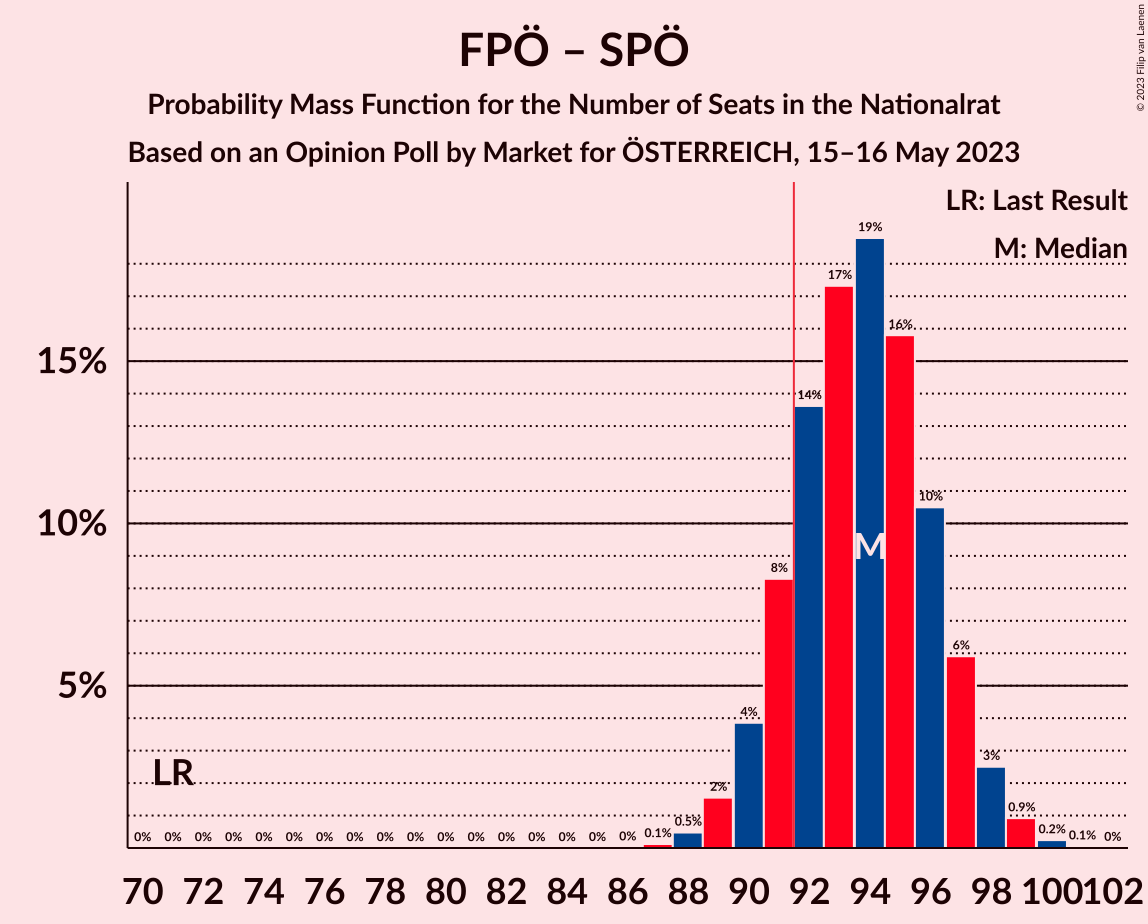 FPÖ – SPÖ
Probability Mass Function for the Number of Seats in the Nationalrat
Based on an Opinion Poll by Market for ÖSTERREICH, 15–16 May 2023
© 2023 Filip van Laenen
LR: Last Result
M: Median
15%
10%
5%
LR
M
0% 0% 0% 0% 0% 0% 0% 0% 0% 0% 0% 0% 0% 0% 0% 0% 0% 0.1% 0.5% 2% 4% 8% 14% 17% 19% 16% 10% 6% 3% 0.9% 0.2% 0.1% 0%
70 72 74 76 78 80 82 84 86 88 90 92 94 96 98 100 102